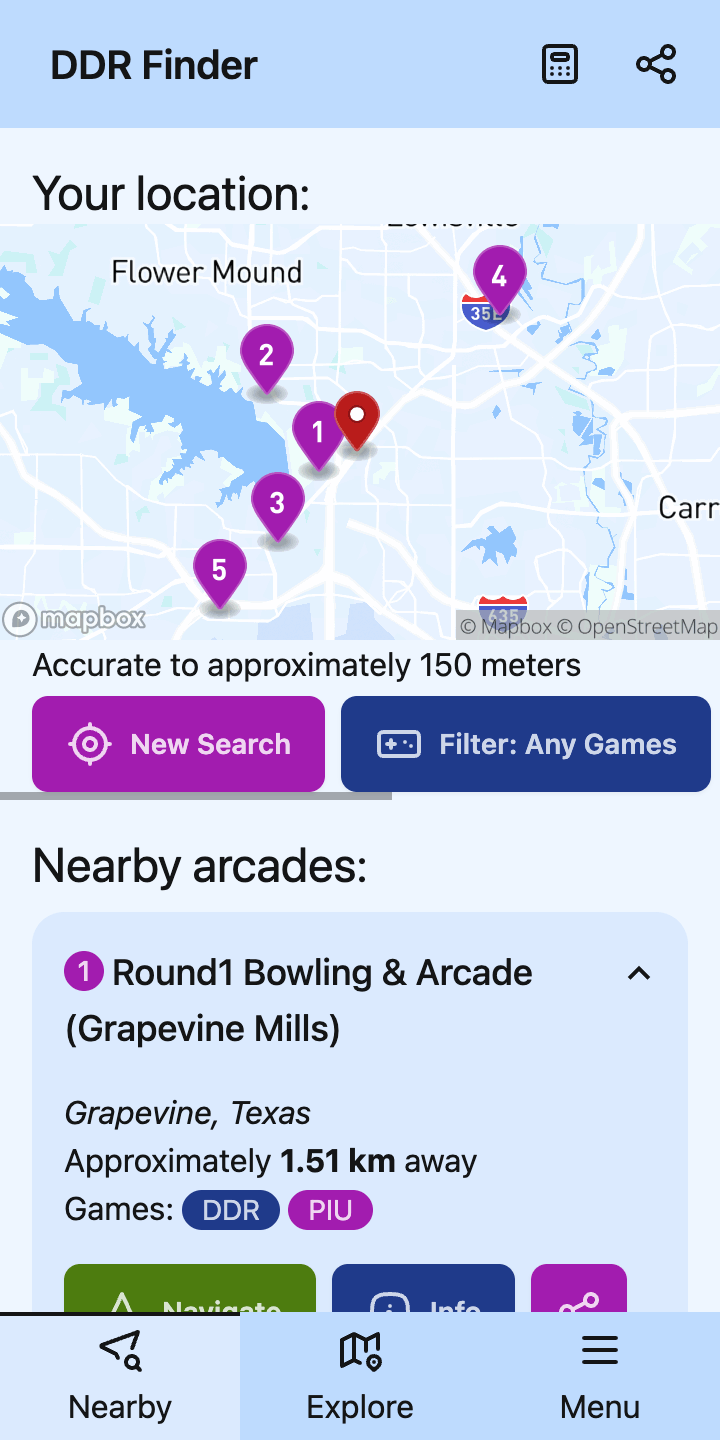 DDR Finder
Your location:
Flower Mound
4
35E
2
1
3
Carr
5
635
mapbox
© Mapbox © OpenStreetMap
Accurate to approximately 150 meters
New Search
Filter: Any Games
Nearby arcades:
1 Round1 Bowling & Arcade
(Grapevine Mills)
Grapevine, Texas
Approximately 1.51 km away
Games: DDR PIU
Navigate
Info
Nearby
Explore
Menu